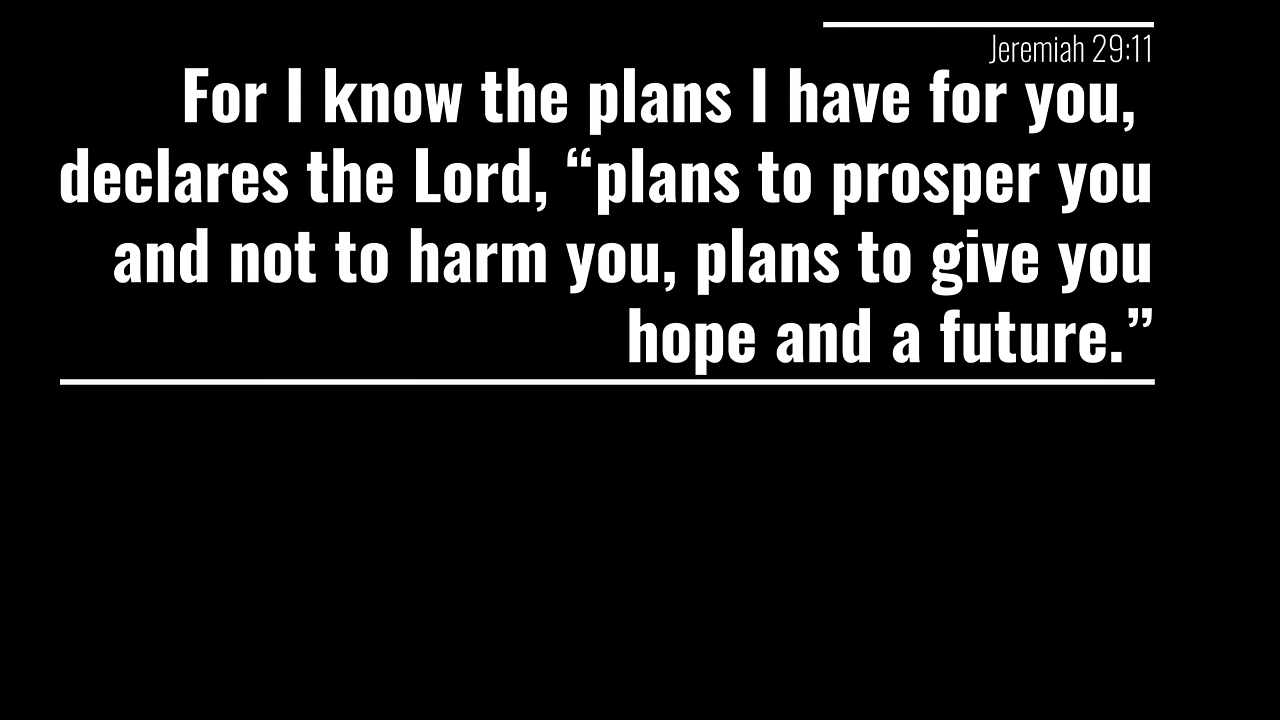 Jeremiah 29:11
For I know the plans I have for you,
declares the Lord, “plans to prosper you
and not to harm you, plans to give you
hope and a future.”